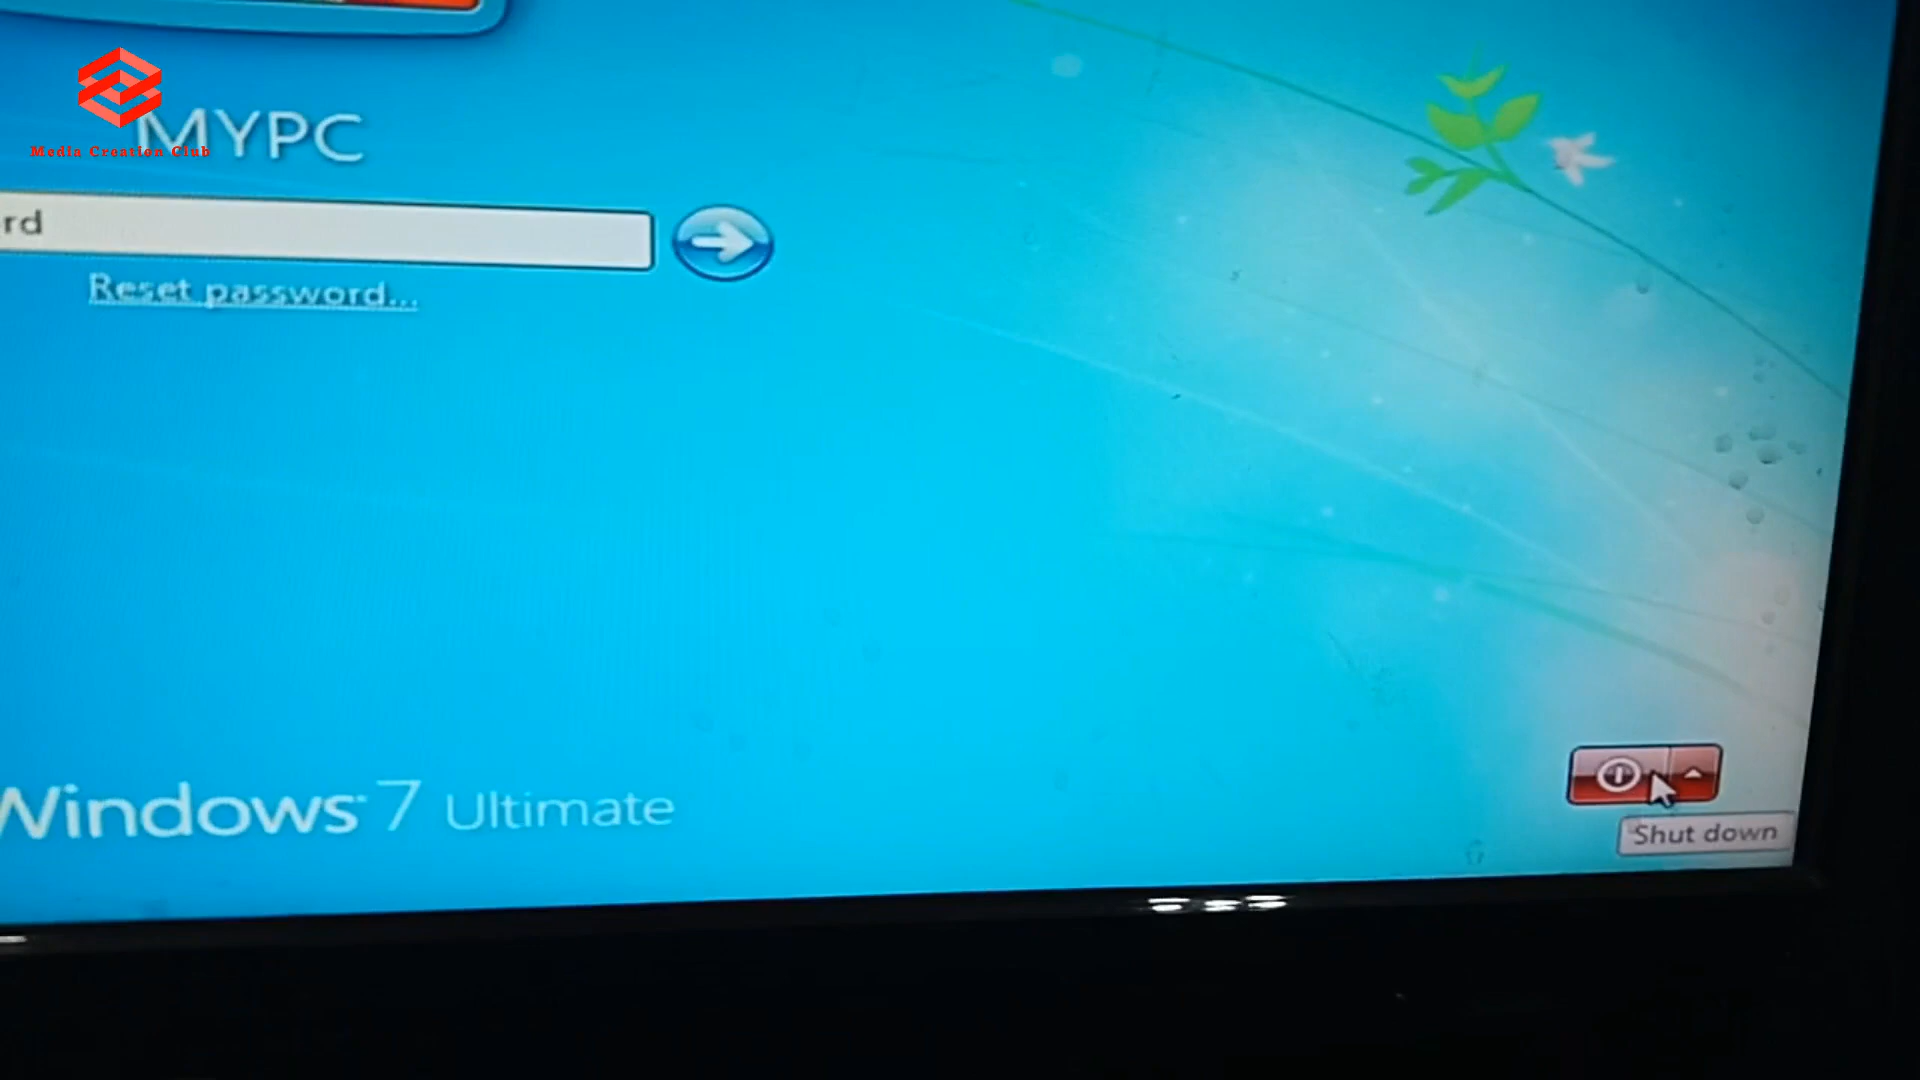 MYPC
Media Creation Club
rd
Reset password...
Windows 7 Ultimate
Shut down